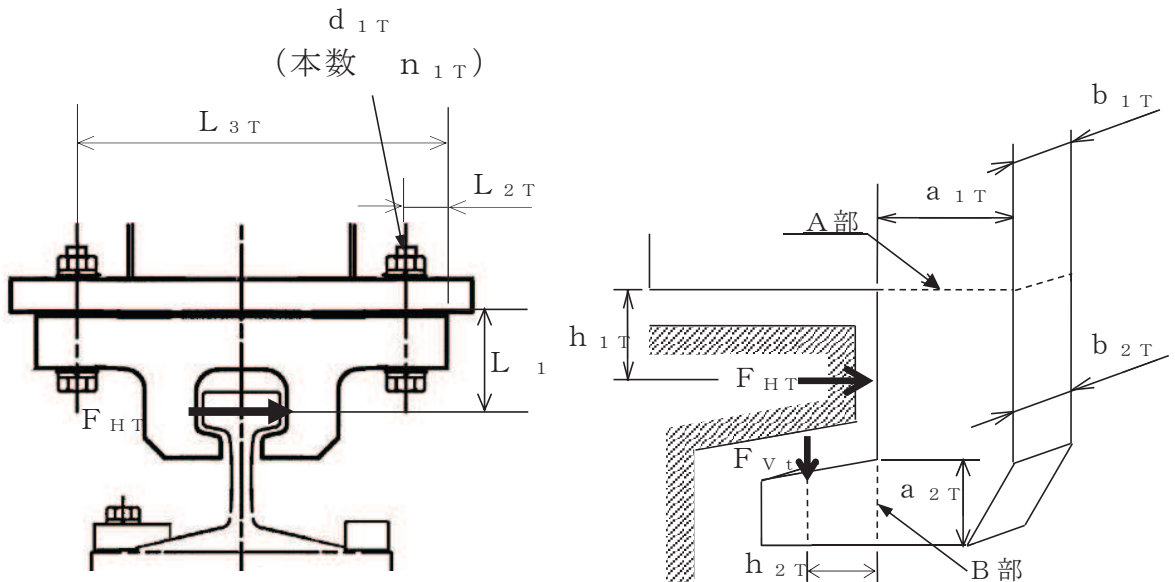 d １Ｔ
（本数　ｎ １Ｔ）
Ｌ ３Ｔ
Ｌ ２Ｔ
Ｌ １
Ｆ ＨＴ
ｂ １Ｔ
ａ １Ｔ
Ａ部
ｈ １Ｔ
Ｆ ＨＴ
ｂ ２Ｔ
Ｆ Ｖｔ
ａ ２Ｔ
ｈ ２Ｔ
Ｂ部